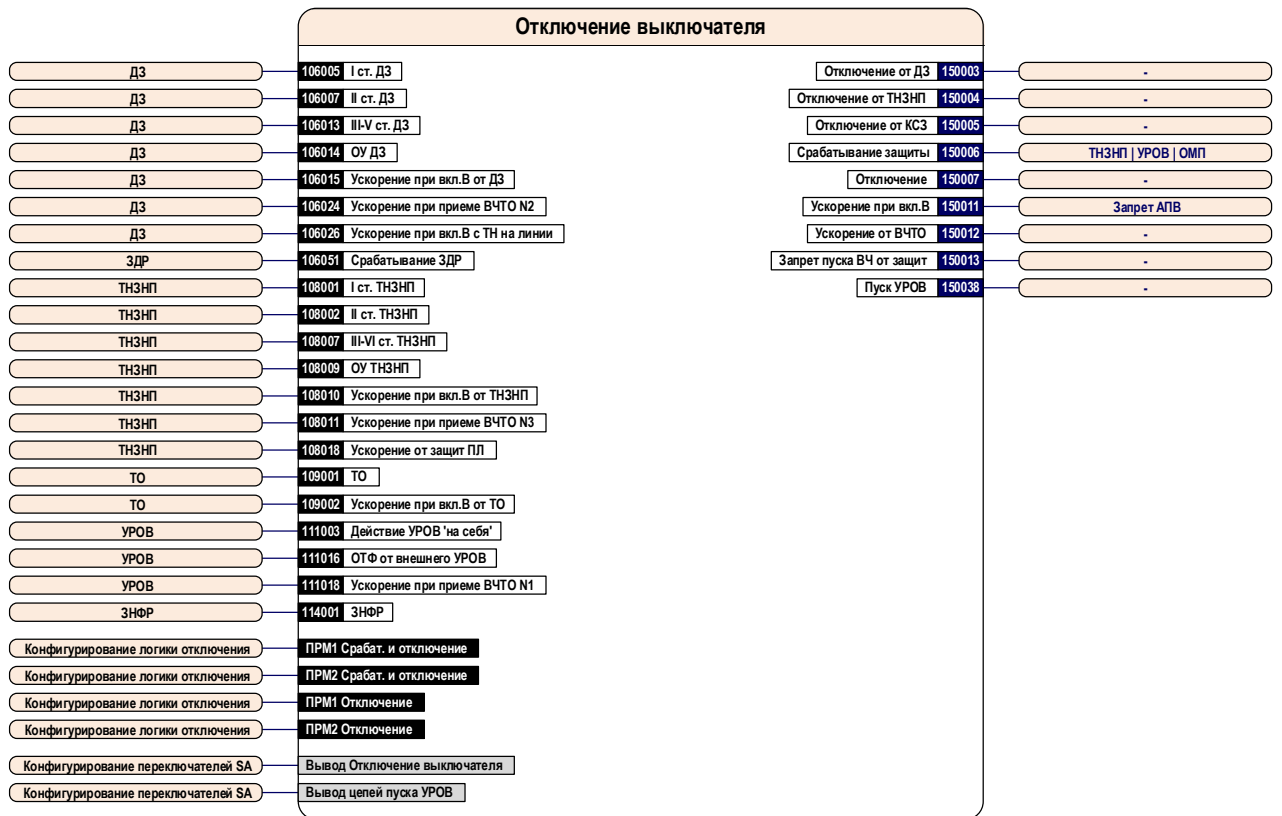 Отключение выключателя
ДЗ 106005 I ст. ДЗ Отключение от ДЗ 150003 -
ДЗ 106007 II ст. ДЗ Отключение от ТНЗНП 150004 -
ДЗ 106013 III-V ст. ДЗ Отключение от КСЗ 150005 -
ДЗ 106014 ОУ ДЗ Срабатывание защиты 150006 ТНЗНП | УРОВ | ОМП
ДЗ 106015 Ускорение при вкл.В от ДЗ Отключение 150007 -
ДЗ 106024 Ускорение при приеме ВЧТО N2 Ускорение при вкл.В 150011 Запрет АПВ
ДЗ 106026 Ускорение при вкл.В с ТН на линии Ускорение от ВЧТО 150012 -
ЗДР 106051 Срабатывание ЗДР Запрет пуска ВЧ от защит 150013 -
ТНЗНП 108001 I ст. ТНЗНП Пуск УРОВ 150038 -
ТНЗНП 108002 II ст. ТНЗНП
ТНЗНП 108007 III-VI ст. ТНЗНП
ТНЗНП 108009 ОУ ТНЗНП
ТНЗНП 108010 Ускорение при вкл.В от ТНЗНП
ТНЗНП 108011 Ускорение при приеме ВЧТО N3
ТНЗНП 108018 Ускорение от защит ПЛ
ТО 109001 ТО
ТО 109002 Ускорение при вкл.В от ТО
УРОВ 111003 Действие УРОВ 'на себя'
УРОВ 111016 ОТФ от внешнего УРОВ
УРОВ 111018 Ускорение при приеме ВЧТО N1
ЗНФР 114001 ЗНФР
Конфигурирование логики отключения ПРМ1 Срабат. и отключение
Конфигурирование логики отключения ПРМ2 Срабат. и отключение
Конфигурирование логики отключения ПРМ1 Отключение
Конфигурирование логики отключения ПРМ2 Отключение
Конфигурирование переключателей SA Вывод Отключение выключателя
Конфигурирование переключателей SA Вывод цепей пуска УРОВ